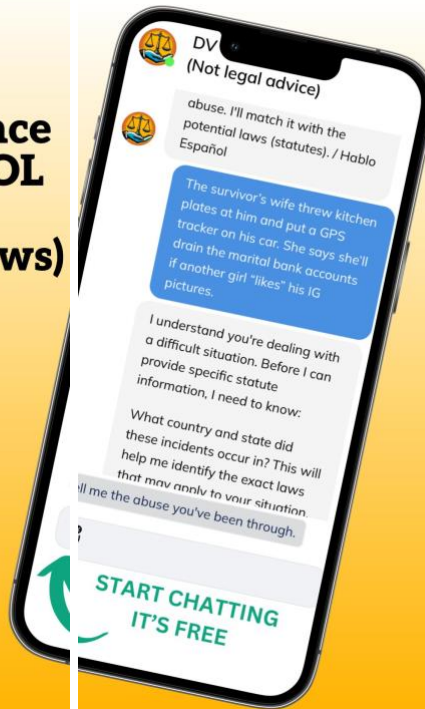 nce
OL
ws)
DV
(Not legal advice)
abuse. I'll match it with the
potential laws (statutes). / Hablo
Español
The survivor's wife threw kitchen
plates at him and put a GPS
tracker on his car. She says she'll
drain the marital bank accounts
if another girl "likes" his IG
pictures.
I understand you're dealing with
a difficult situation. Before I can
provide specific statute
information, I need to know:
What country and state did
these incidents occur in? This will
help me identify the exact laws
that may apply to your situation.
ell me the abuse you've been through.
START CHATTING
IT'S FREE